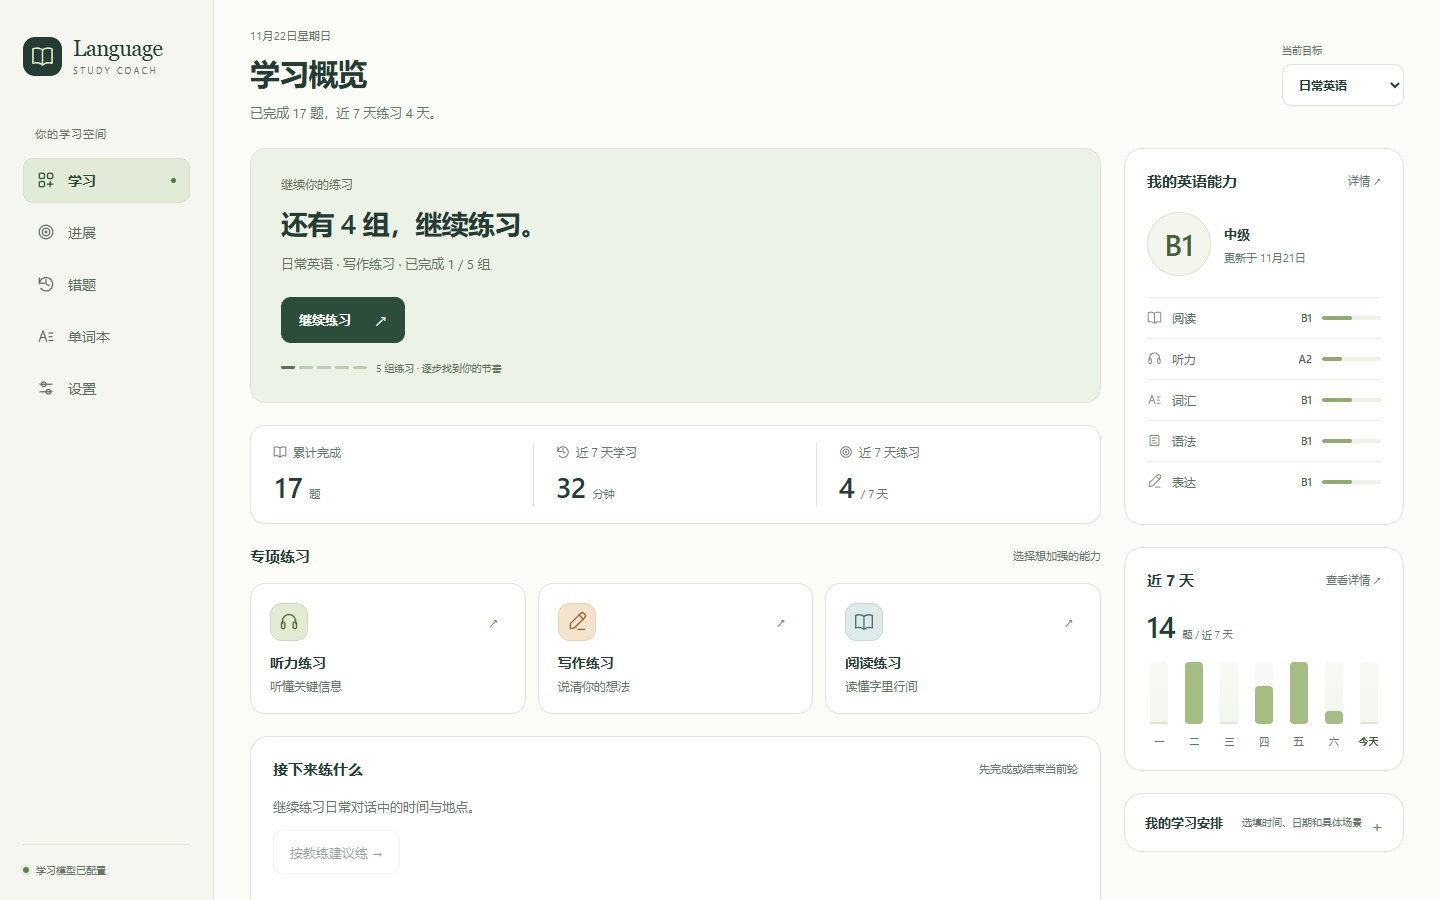 Language
STUDY COACH
你的学习空间
学习
进展
错题
单词本
设置
学习模型已配置
11月22日星期日
学习概览
已完成 17 题，近 7 天练习 4 天。
当前目标
日常英语
继续你的练习
还有 4 组，继续练习。
日常英语 · 写作练习 · 已完成 1 / 5 组
继续练习 ↗
5 组练习 · 逐步找到你的节奏
累计完成
17 题
近 7 天学习
32 分钟
近 7 天练习
4 / 7 天
专项练习
选择想加强的能力
听力练习
听懂关键信息
写作练习
说清你的想法
阅读练习
读懂字里行间
接下来练什么
先完成或结束当前轮
继续练习日常对话中的时间与地点。
按教练建议练 →
我的英语能力
详情 ↗
B1
中级
更新于 11月21日
阅读 B1
听力 A2
词汇 B1
语法 B1
表达 B1
近 7 天
查看详情 ↗
14 题 / 近 7 天
一 二 三 四 五 六 今天
我的学习安排 选填时间、日期和具体场景 +